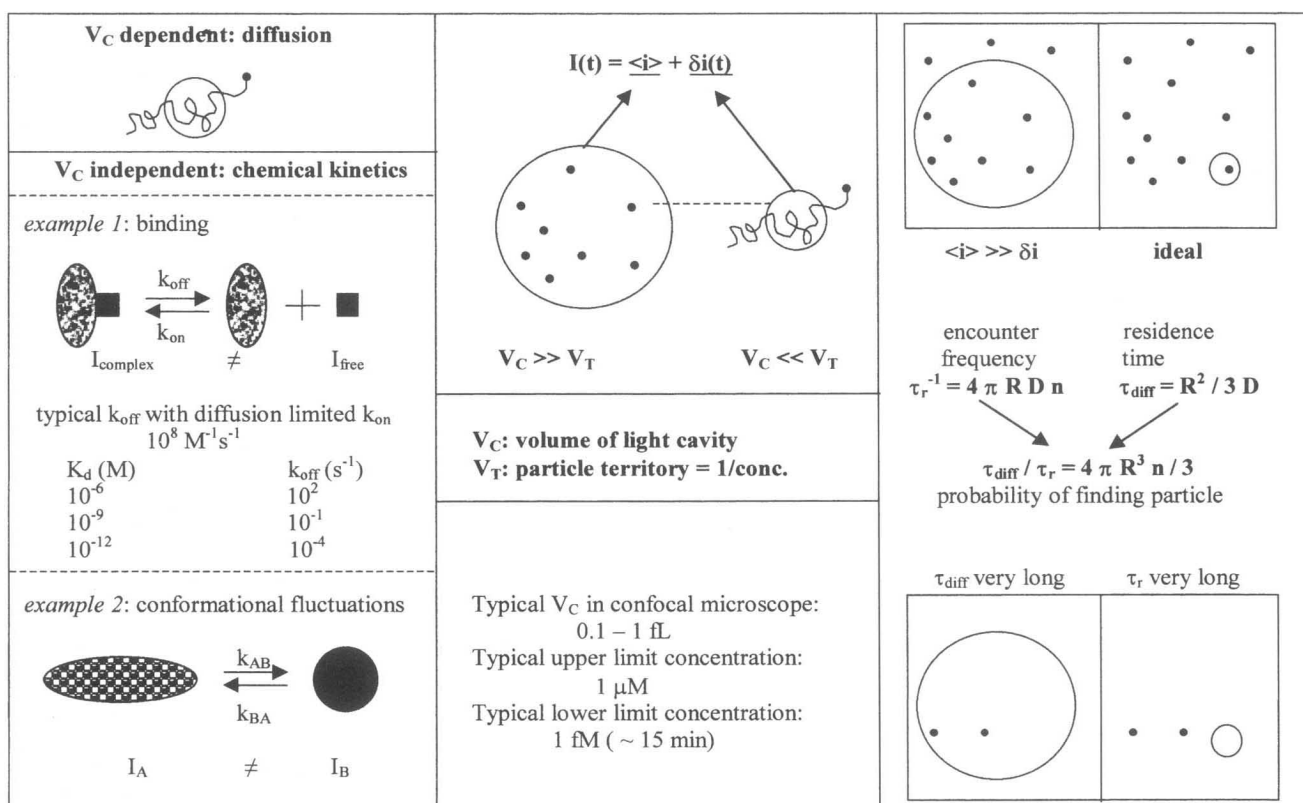 V_C dependent: diffusion
V_C independent: chemical kinetics
example 1: binding
k_off
k_on
I_complex ≠ I_free
typical k_off with diffusion limited k_on
10^8 M^-1s^-1
K_d (M) k_off (s^-1)
10^-6 10^2
10^-9 10^-1
10^-12 10^-4
example 2: conformational fluctuations
k_AB
k_BA
I_A ≠ I_B
I(t) = <i> + δi(t)
V_C >> V_T V_C << V_T
V_C: volume of light cavity
V_T: particle territory = 1/conc.
Typical V_C in confocal microscope:
0.1 – 1 fL
Typical upper limit concentration:
1 μM
Typical lower limit concentration:
1 fM ( ~ 15 min)
<i> >> δi ideal
encounter residence
frequency time
τ_r^-1 = 4 π R D n τ_diff = R^2 / 3 D
τ_diff / τ_r = 4 π R^3 n / 3
probability of finding particle
τ_diff very long τ_r very long